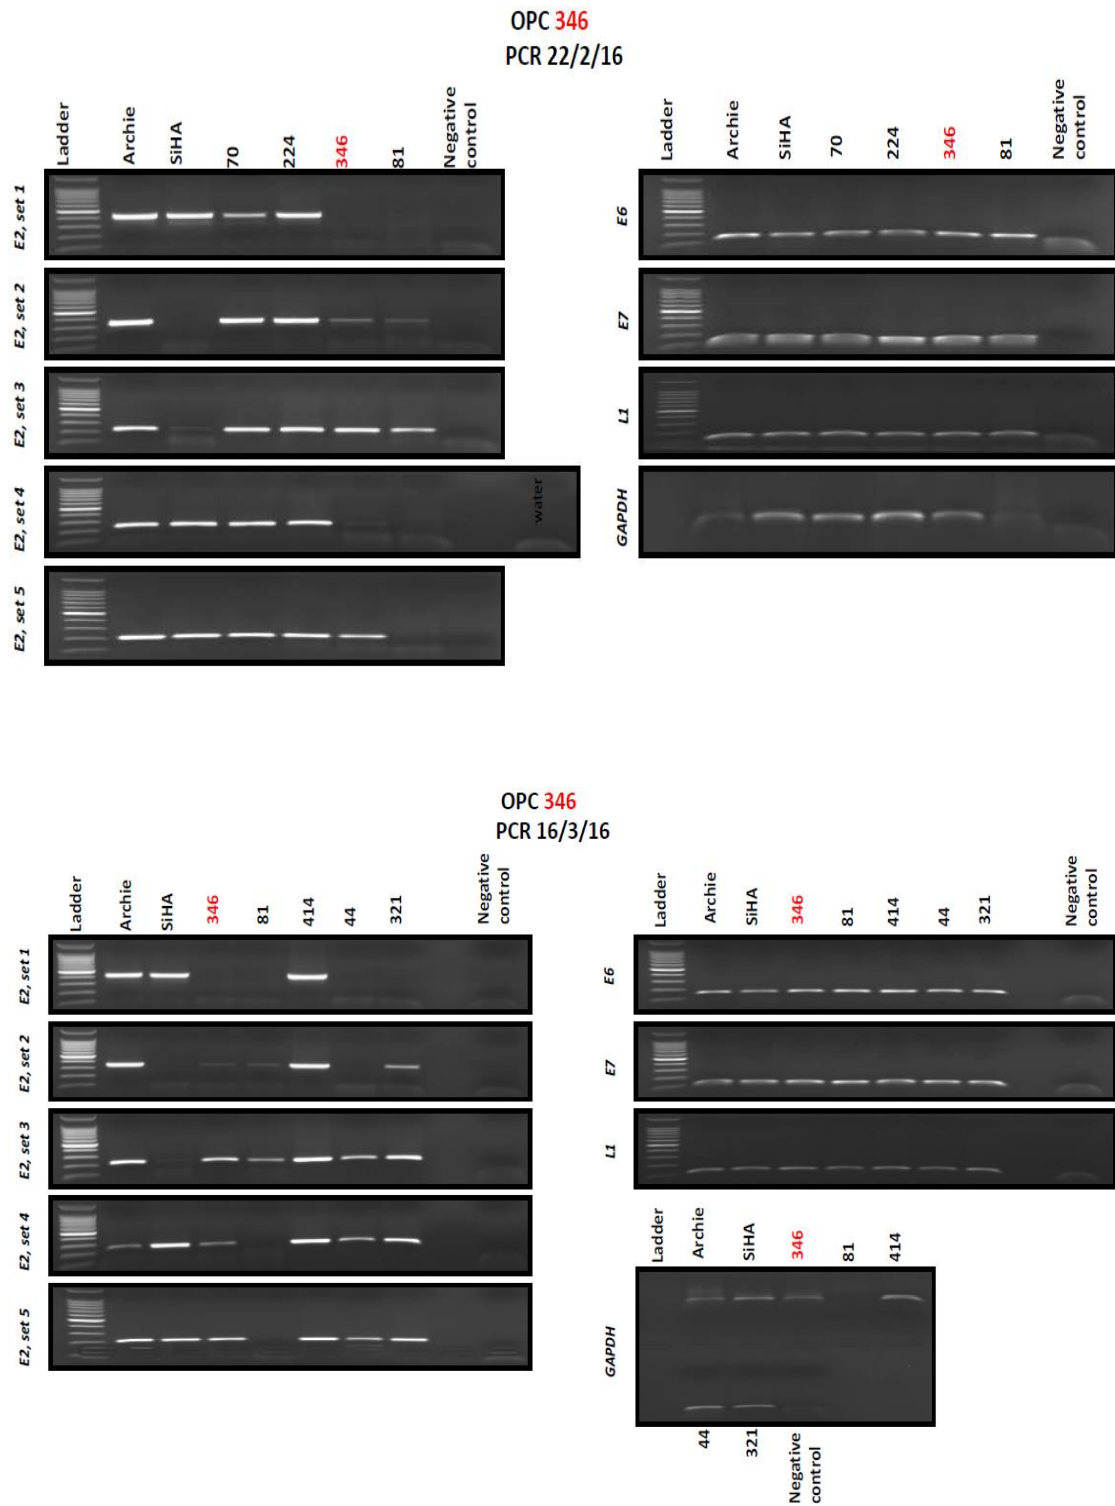 OPC 346
PCR 22/2/16
Ladder
Archie
SiHA
70
224
346
81
Negative
control
E2, set 1
E2, set 2
E2, set 3
E2, set 4
water
E2, set 5
Ladder
Archie
SiHA
70
224
346
81
Negative
control
E6
E7
L1
GAPDH
OPC 346
PCR 16/3/16
Ladder
Archie
SiHA
346
81
414
44
321
Negative
control
E2, set 1
E2, set 2
E2, set 3
E2, set 4
E2, set 5
Ladder
Archie
SiHA
346
81
414
44
321
Negative
control
E6
E7
L1
Ladder
Archie
SiHA
346
81
414
GAPDH
44
321
Negative
control